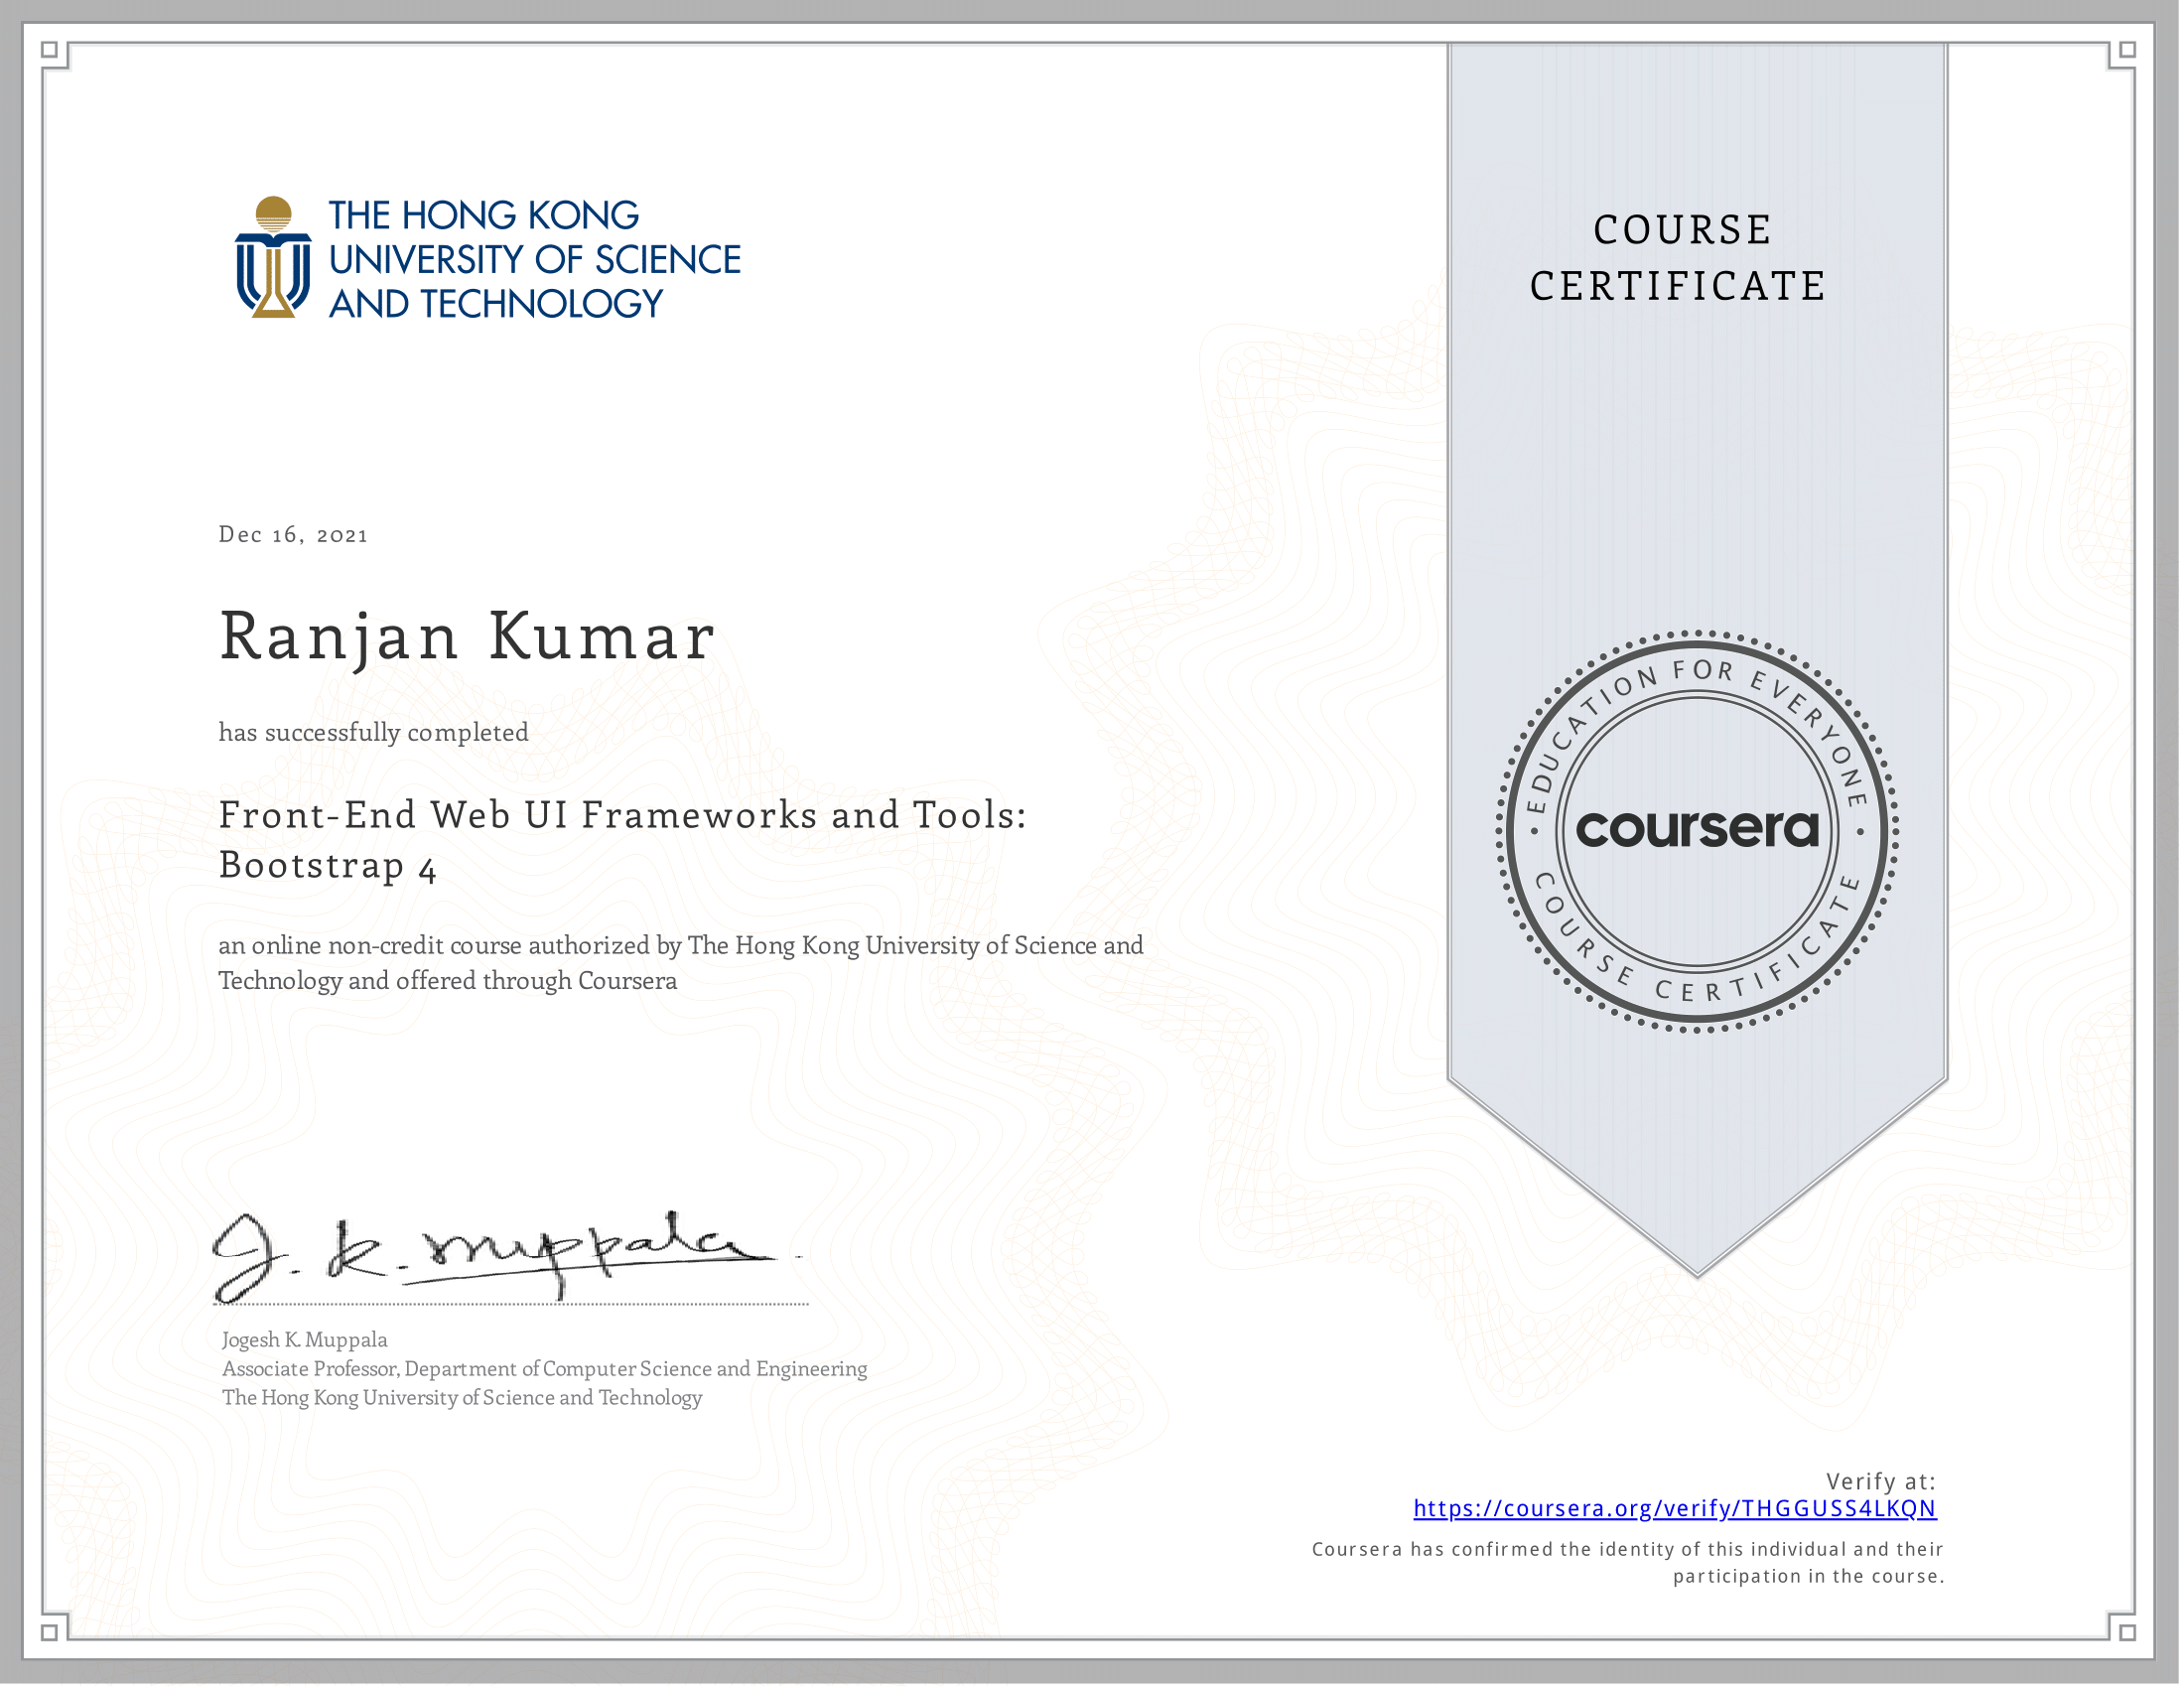 THE HONG KONG
UNIVERSITY OF SCIENCE
AND TECHNOLOGY
COURSE
CERTIFICATE
Dec 16, 2021
Ranjan Kumar
has successfully completed
Front-End Web UI Frameworks and Tools:
Bootstrap 4
an online non-credit course authorized by The Hong Kong University of Science and
Technology and offered through Coursera
EDUCATION FOR EVERYONE
coursera
COURSE CERTIFICATE
J. K. Muppala
Jogesh K. Muppala
Associate Professor, Department of Computer Science and Engineering
The Hong Kong University of Science and Technology
Verify at:
https://coursera.org/verify/THGGUSS4LKQN
Coursera has confirmed the identity of this individual and their
participation in the course.